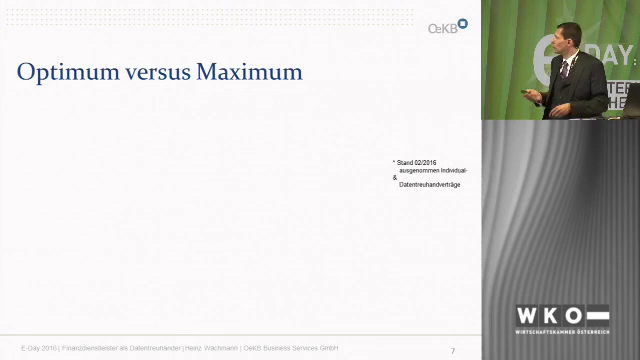 OeKB
Optimum versus Maximum
* Stand 02/2016
ausgenommen Individual-
&
Datentreuhandverträge
E-Day 2016 | Finanzdienstleister als Datentreuhänder | Heinz Wachmann | OeKB Business Services GmbH
7
e-DAY
WKO
WIRTSCHAFTSKAMMER ÖSTERREICH